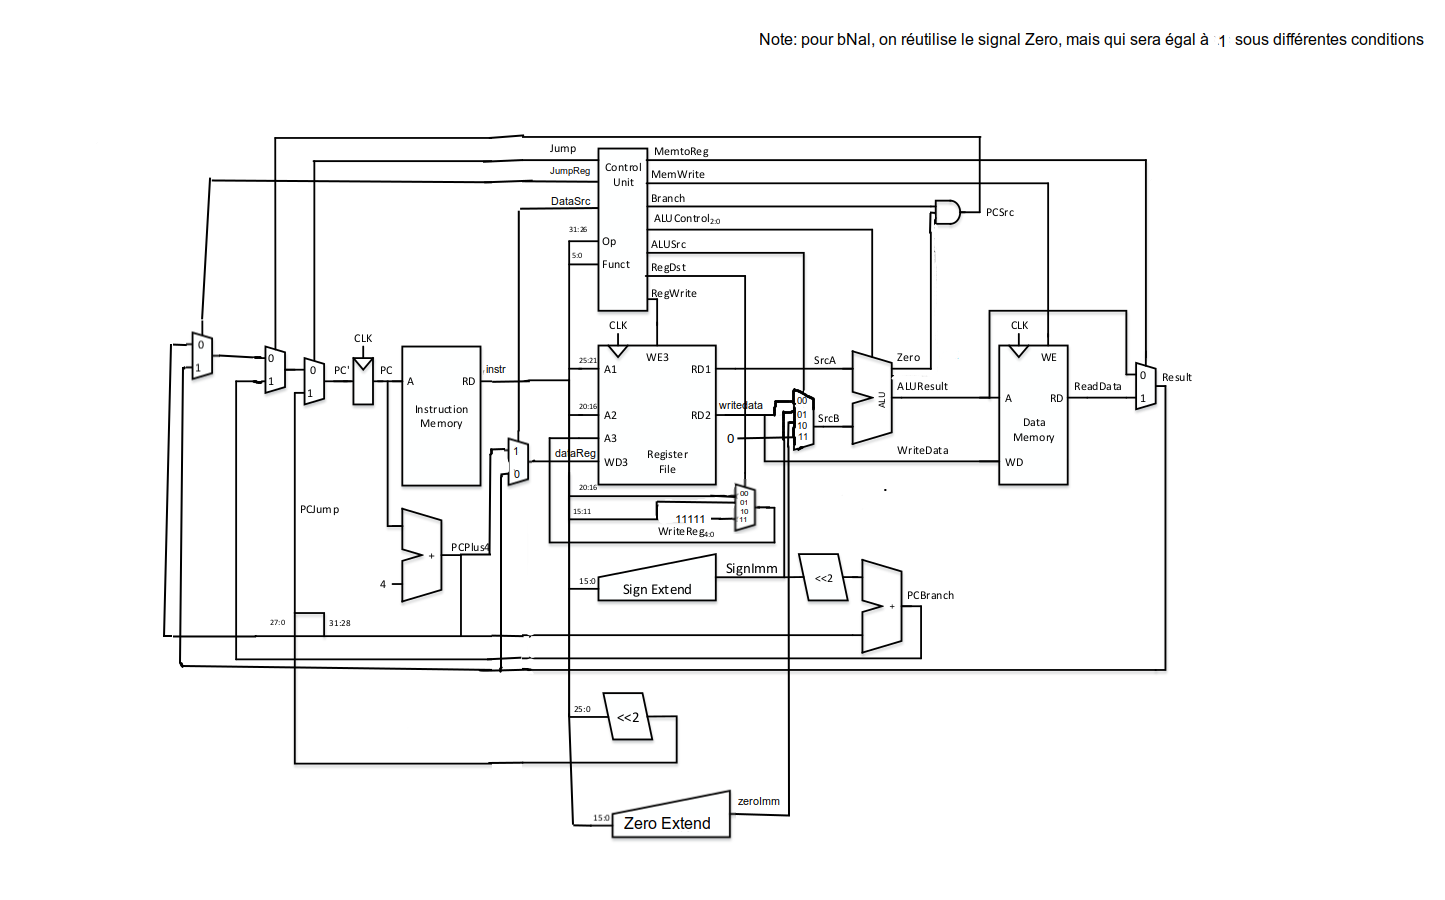 Note: pour bNal, on réutilise le signal Zero, mais qui sera égal à 1 sous différentes conditions
Jump
JumpReg
DataSrc
31:26
5:0
Control
Unit
Op
Funct
MemtoReg
MemWrite
Branch
ALUControl2:0
ALUSrc
RegDst
RegWrite
PCSrc
0
1
0
1
0
1
PC'
CLK
PC
A
RD
Instruction
Memory
instr
1
0
dataReg
25:21
20:16
20:16
15:11
CLK
WE3
A1
A2
A3
WD3
RD1
RD2
Register
File
writedata
0
00
01
10
11
SrcA
SrcB
ALU
Zero
ALUResult
WriteData
CLK
WE
A
RD
Data
Memory
WD
ReadData
0
1
Result
00
01
10
11
11111
WriteReg4:0
PCJump
PCPlus4
+
4
27:0
31:28
15:0
Sign Extend
SignImm
<<2
+
PCBranch
25:0
<<2
15:0
Zero Extend
zeroImm